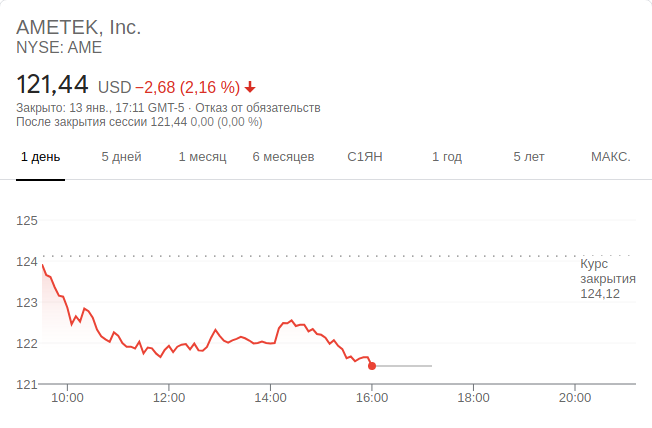 AMETEK, Inc.
NYSE: AME
121,44 USD −2,68 (2,16 %)
Закрыто: 13 янв., 17:11 GMT-5 · Отказ от обязательств
После закрытия сессии 121,44 0,00 (0,00 %)
1 день 5 дней 1 месяц 6 месяцев С1ЯН 1 год 5 лет МАКС.
125
124
123
122
121
Курс
закрытия
124,12
10:00 12:00 14:00 16:00 18:00 20:00